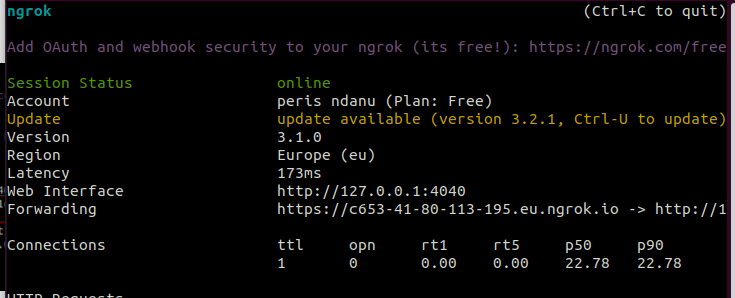 ngrok (Ctrl+C to quit)
Add OAuth and webhook security to your ngrok (its free!): https://ngrok.com/free
Session Status online
Account peris ndanu (Plan: Free)
Update update available (version 3.2.1, Ctrl-U to update)
Version 3.1.0
Region Europe (eu)
Latency 173ms
Web Interface http://127.0.0.1:4040
Forwarding https://c653-41-80-113-195.eu.ngrok.io -> http://1
Connections ttl opn rt1 rt5 p50 p90
1 0 0.00 0.00 22.78 22.78
HTTP Requests